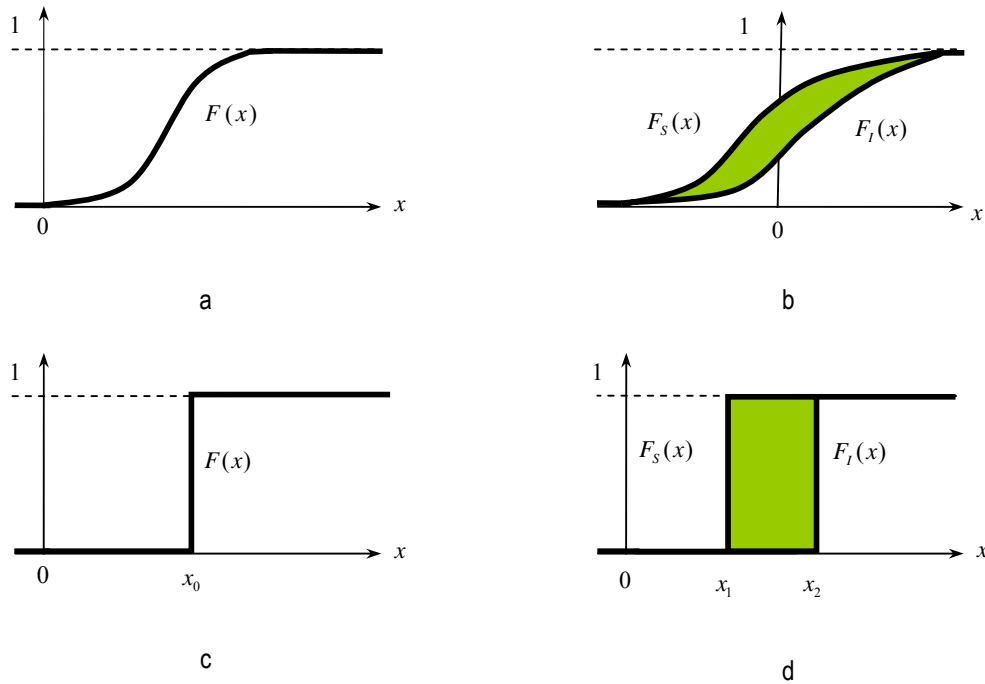 1
F(x)
x
0
a
1
F_S(x)
F_I(x)
x
0
b
1
F(x)
x
0
x_0
c
1
F_S(x)
F_I(x)
x
0
x_1
x_2
d